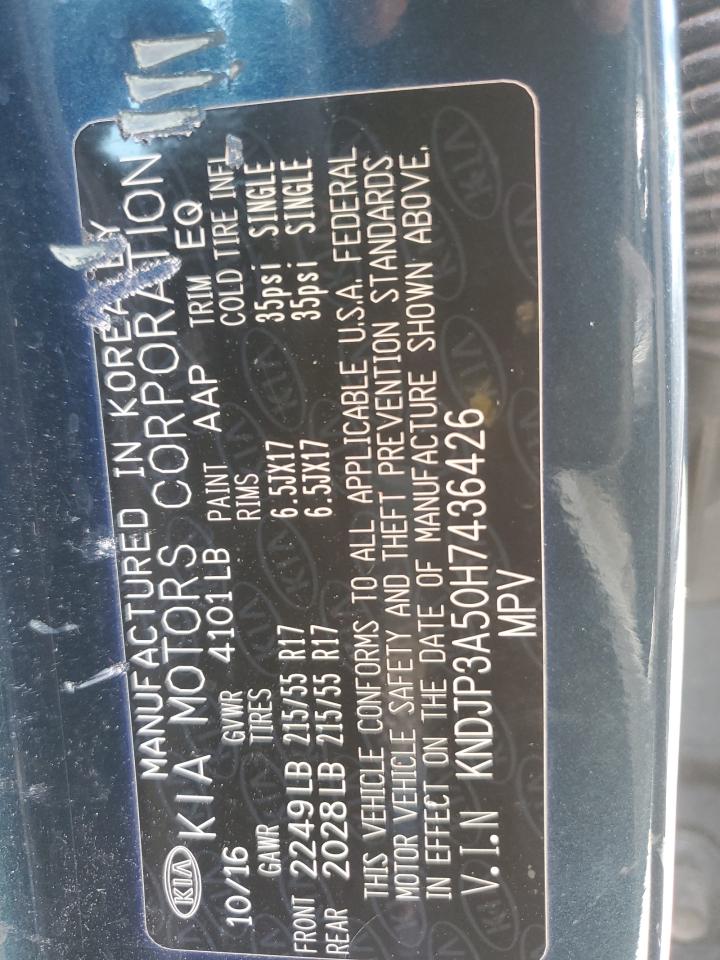 MANUFACTURED IN KOREA BY
KIA KIA MOTORS CORPORATION
10/16 GVWR 4101LB PAINT AAP TRIM EQ
GAWR TIRES RIMS COLD TIRE INFL
FRONT 2249LB 215/55 R17 6.5JX17 35psi SINGLE
REAR 2028LB 215/55 R17 6.5JX17 35psi SINGLE
THIS VEHICLE CONFORMS TO ALL APPLICABLE U.S.A. FEDERAL
MOTOR VEHICLE SAFETY AND THEFT PREVENTION STANDARDS
IN EFFECT ON THE DATE OF MANUFACTURE SHOWN ABOVE.
V.I.N KNDJP3A50H7436426
MPV